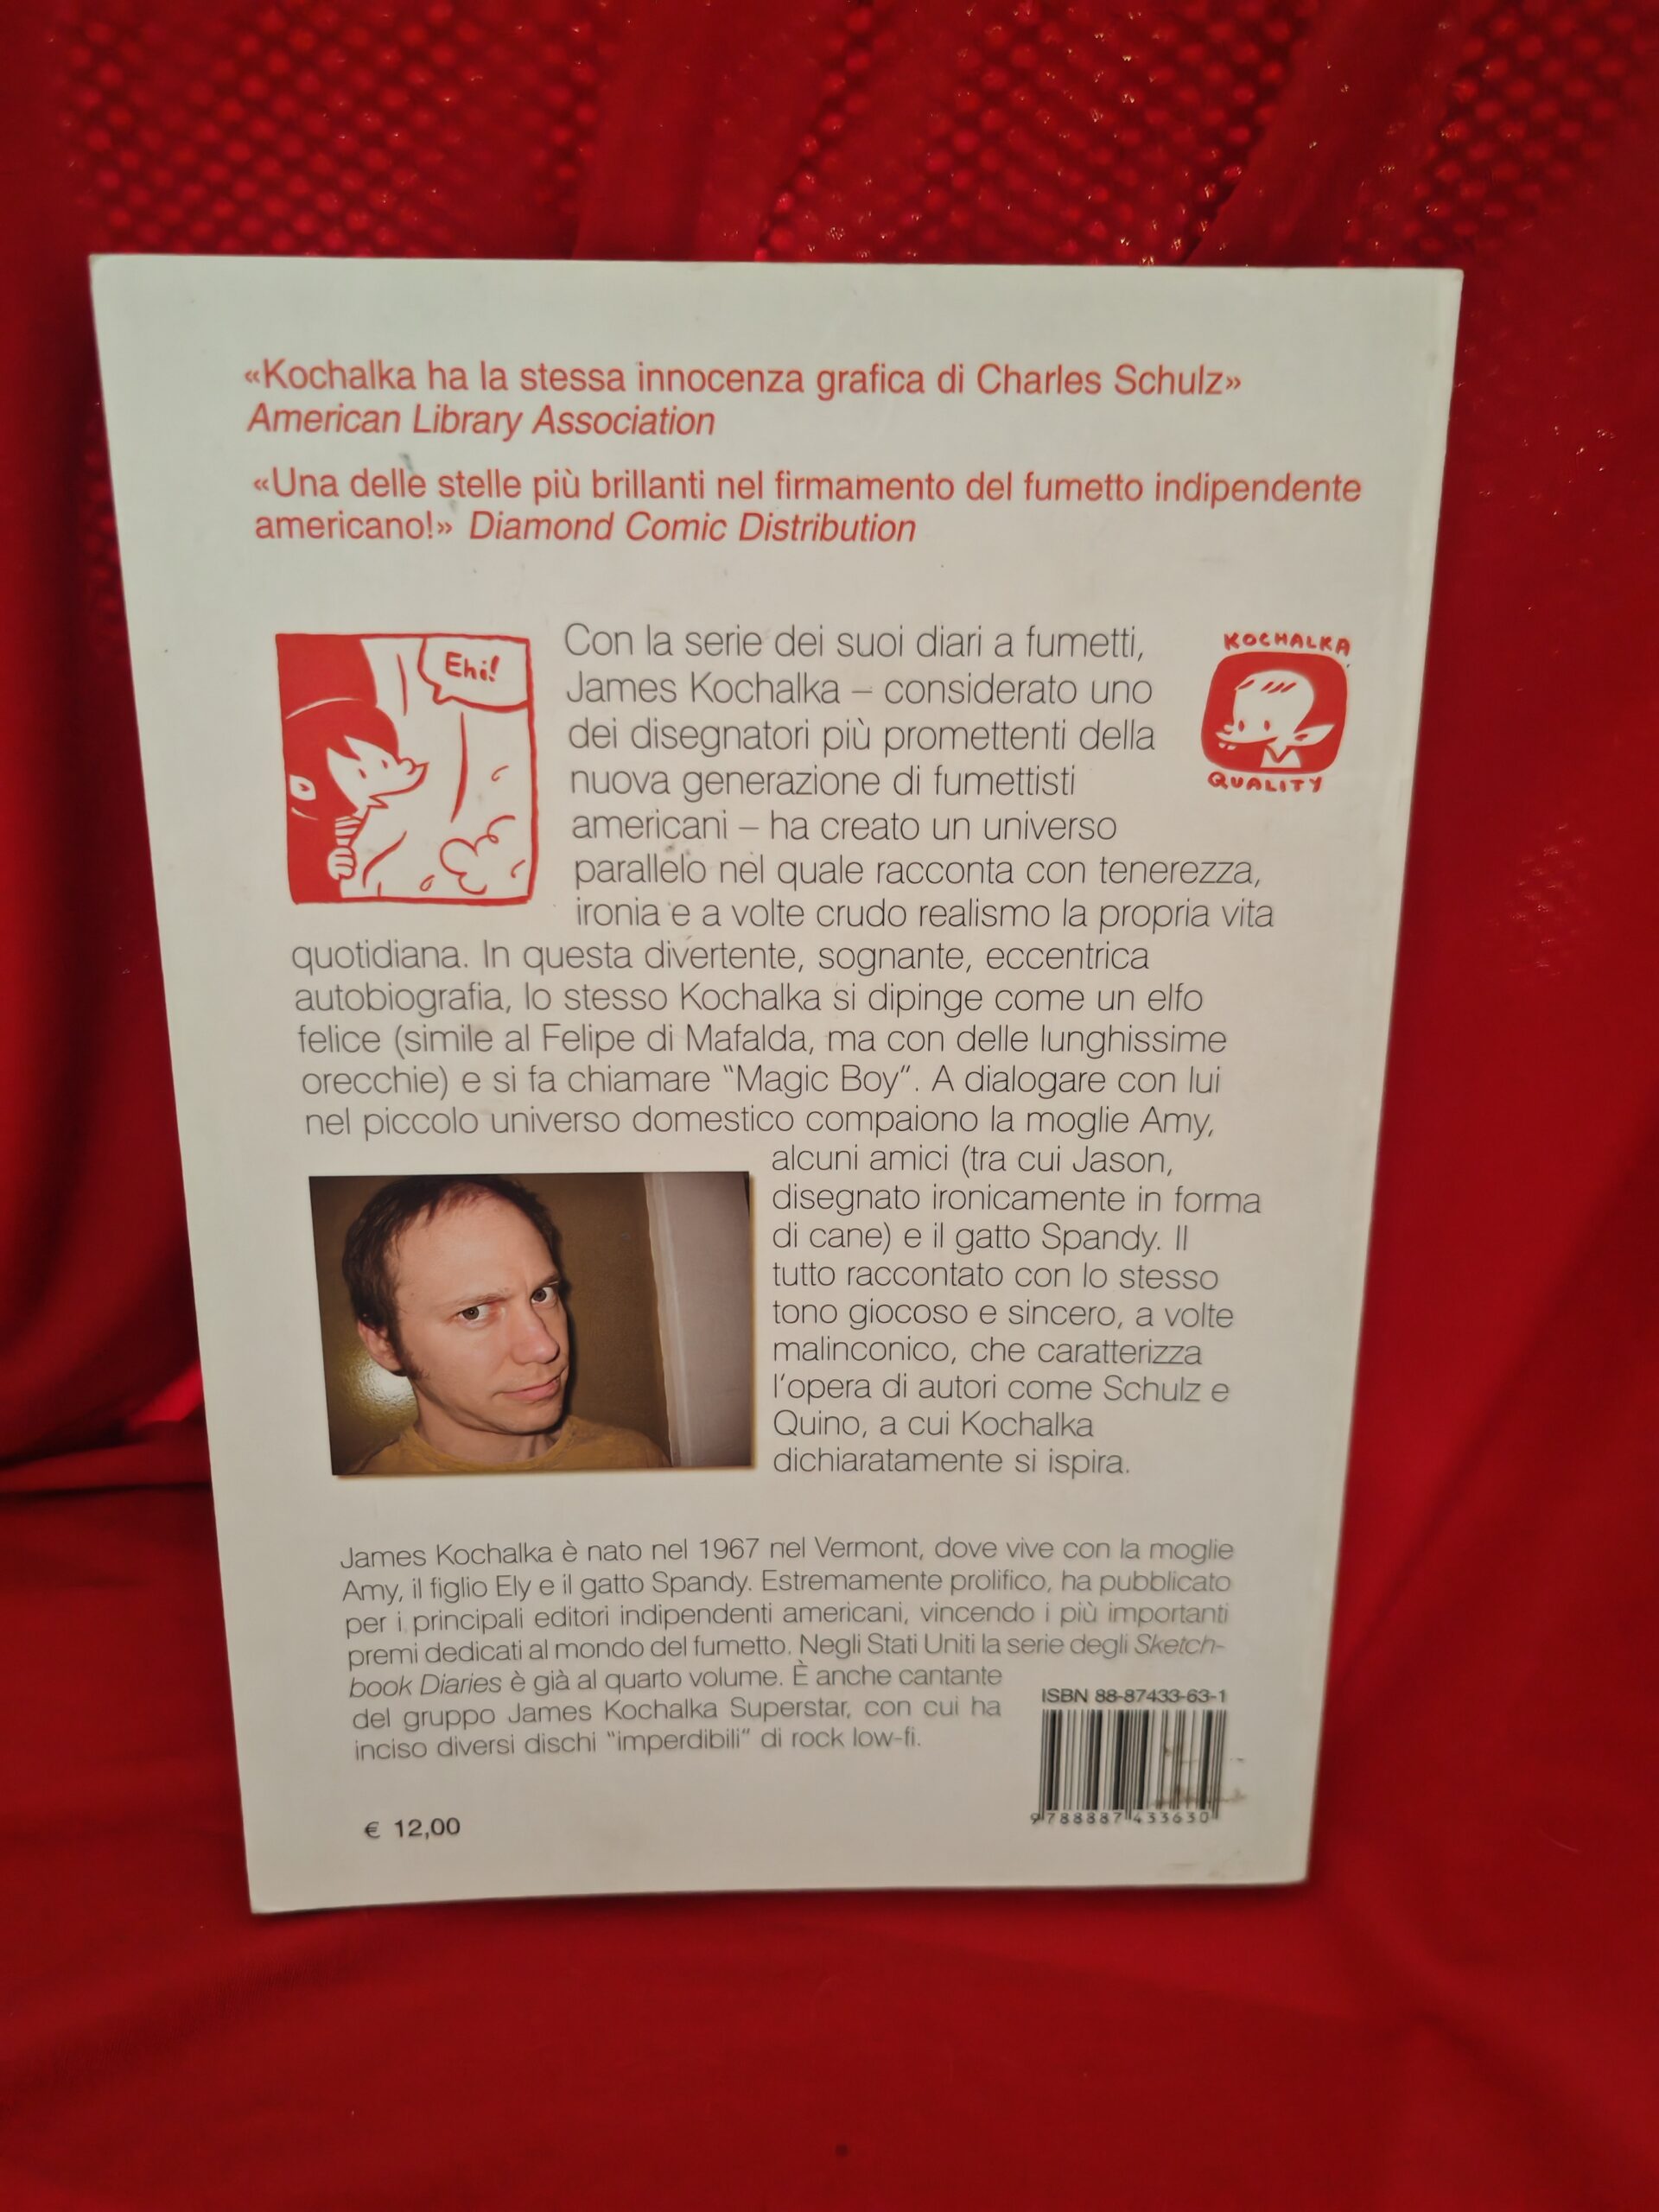 «Kochalka ha la stessa innocenza grafica di Charles Schulz»
American Library Association
«Una delle stelle più brillanti nel firmamento del fumetto indipendente
americano!» Diamond Comic Distribution
Ehi!
KOCHALKA
QUALITY
Con la serie dei suoi diari a fumetti,
James Kochalka – considerato uno
dei disegnatori più promettenti della
nuova generazione di fumettisti
americani – ha creato un universo
parallelo nel quale racconta con tenerezza,
ironia e a volte crudo realismo la propria vita
quotidiana. In questa divertente, sognante, eccentrica
autobiografia, lo stesso Kochalka si dipinge come un elfo
felice (simile al Felipe di Mafalda, ma con delle lunghissime
orecchie) e si fa chiamare "Magic Boy". A dialogare con lui
nel piccolo universo domestico compaiono la moglie Amy,
alcuni amici (tra cui Jason,
disegnato ironicamente in forma
di cane) e il gatto Spandy. Il
tutto raccontato con lo stesso
tono giocoso e sincero, a volte
malinconico, che caratterizza
l'opera di autori come Schulz e
Quino, a cui Kochalka
dichiaratamente si ispira.
James Kochalka è nato nel 1967 nel Vermont, dove vive con la moglie
Amy, il figlio Ely e il gatto Spandy. Estremamente prolifico, ha pubblicato
per i principali editori indipendenti americani, vincendo i più importanti
premi dedicati al mondo del fumetto. Negli Stati Uniti la serie degli Sketch-
book Diaries è già al quarto volume. È anche cantante
del gruppo James Kochalka Superstar, con cui ha
inciso diversi dischi "imperdibili" di rock low-fi.
ISBN 88-87433-63-1
9 788887 433630
€ 12,00